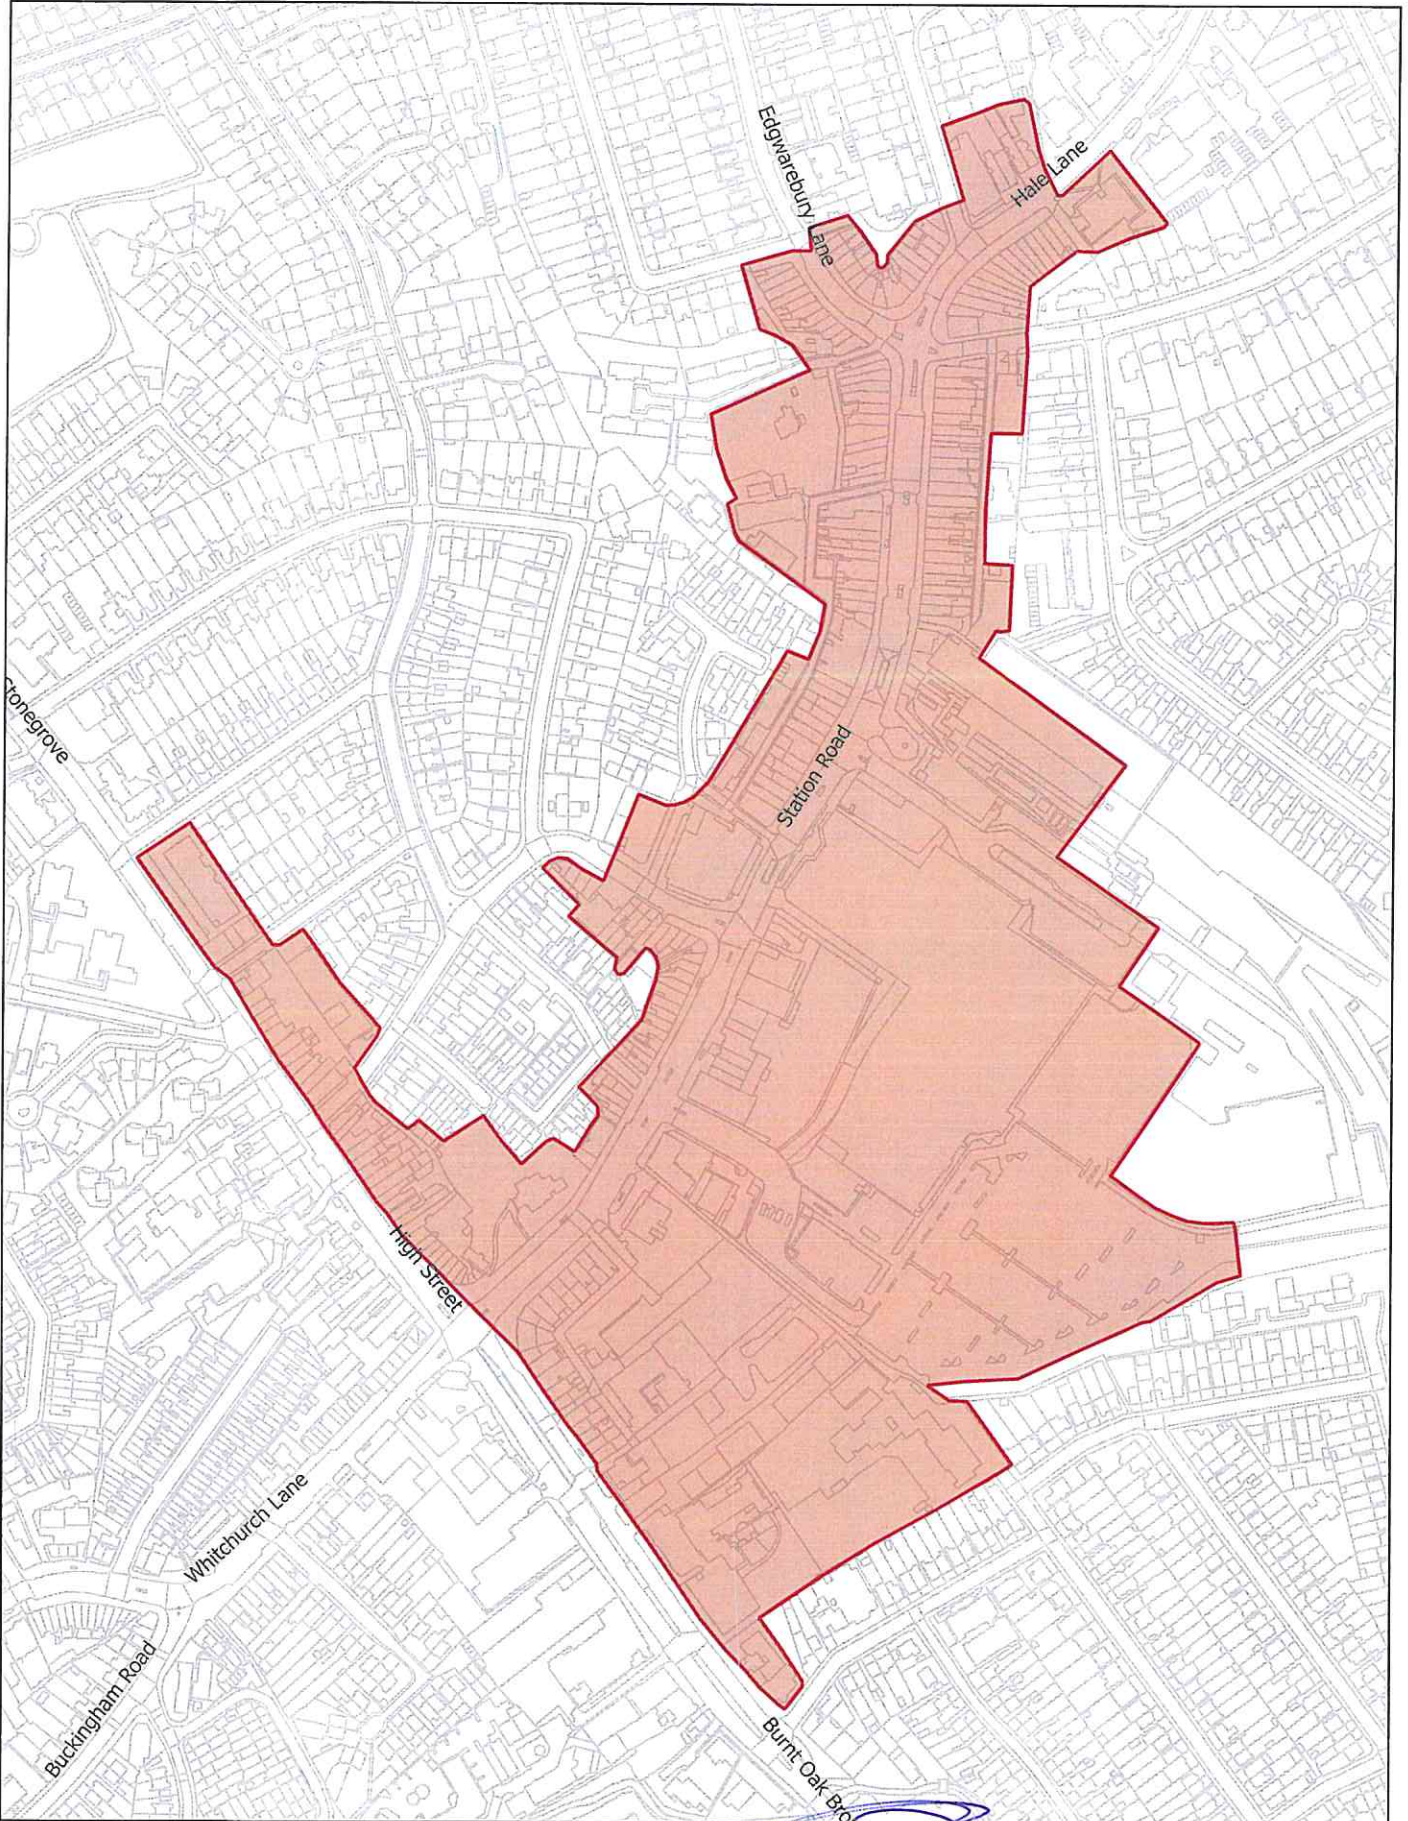 Edgwarebury Lane
Hale Lane
Stonegrove
Station Road
High Street
Whitchurch Lane
Buckingham Road
Burnt Oak Bro